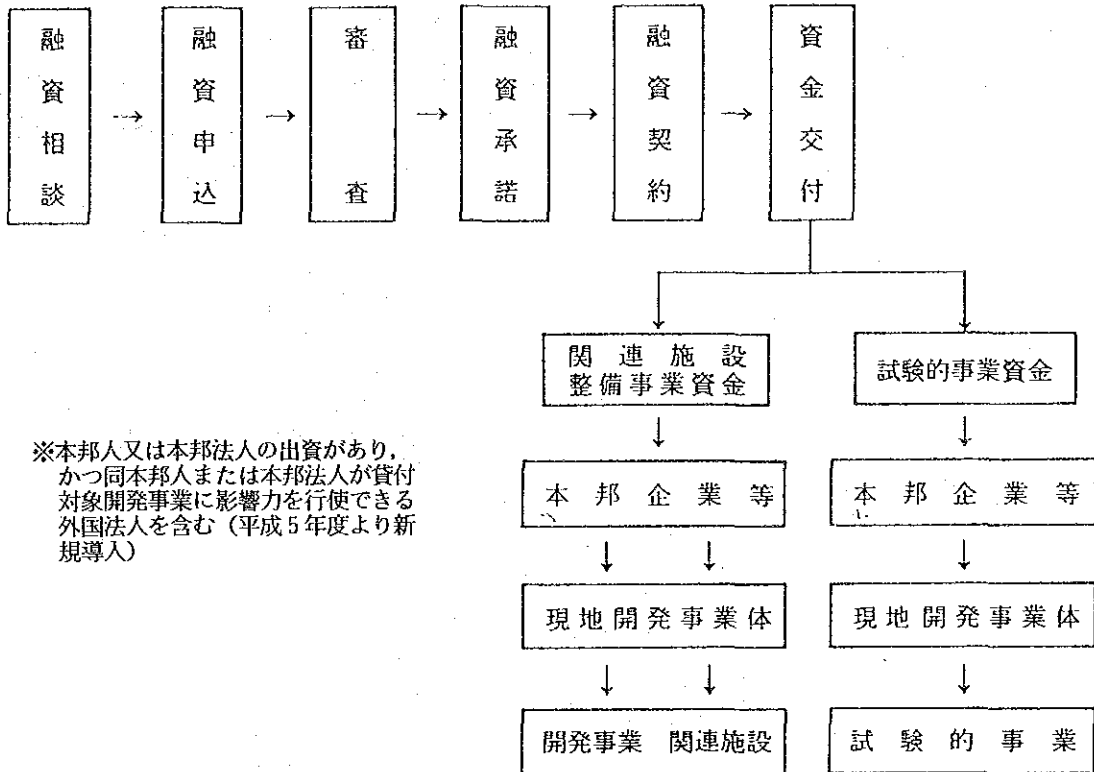 融資相談
→
融資申込
→
審査
→
融資承諾
→
融資契約
→
資金交付
関連施設
整備事業資金
試験的事業資金
※本邦人又は本邦法人の出資があり,
かつ同本邦人または本邦法人が貸付
対象開発事業に影響力を行使できる
外国法人を含む（平成5年度より新
規導入）
本邦企業等
本邦企業等
現地開発事業体
現地開発事業体
開発事業 関連施設
試験的事業